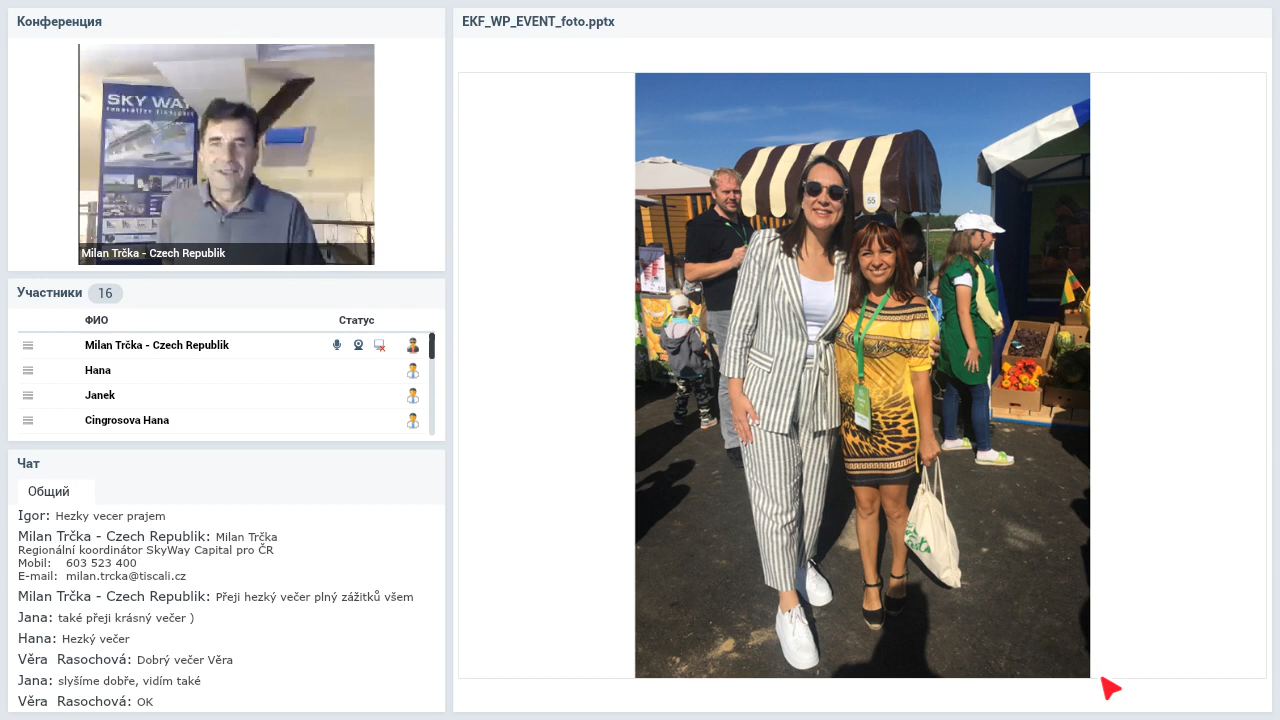 Конференция
SKY WAY
Milan Trčka - Czech Republik
Участники 16
ФИО Статус
Milan Trčka - Czech Republik
Hana
Janek
Cingrosova Hana
Чат
Общий
Igor: Hezky vecer prajem
Milan Trčka - Czech Republik: Milan Trčka
Regionální koordinátor SkyWay Capital pro ČR
Mobil: 603 523 400
E-mail: milan.trcka@tiscali.cz
Milan Trčka - Czech Republik: Přeji hezký večer plný zážitků všem
Jana: také přeji krásný večer )
Hana: Hezký večer
Věra Rasochová: Dobrý večer Věra
Jana: slyšíme dobře, vidím také
Věra Rasochová: OK
EKF_WP_EVENT_foto.pptx
55